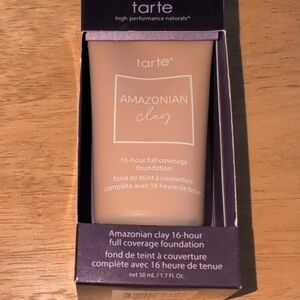 tarte
high-performance naturals™
tarte™
AMAZONIAN
clay
16-hour full coverage
foundation
fond de teint à couverture
complète avec 16 heure de tenue
Amazonian clay 16-hour
full coverage foundation
fond de teint à couverture
complète avec 16 heure de tenue
net 50 mL / 1.7 fl. Oz